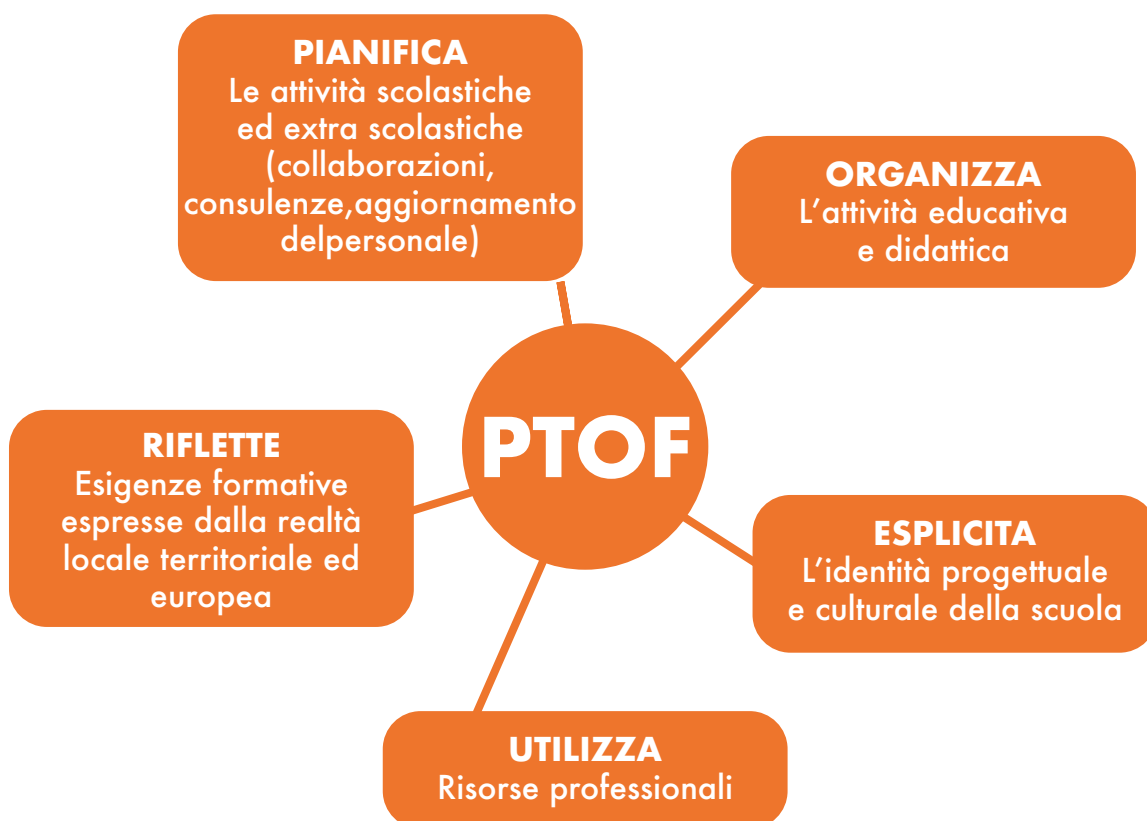 PIANIFICA
Le attività scolastiche
ed extra scolastiche
(collaborazioni,
consulenze,aggiornamento
delpersonale)
ORGANIZZA
L'attività educativa
e didattica
PTOF
RIFLETTE
Esigenze formative
espresse dalla realtà
locale territoriale ed
europea
ESPLICITA
L'identità progettuale
e culturale della scuola
UTILIZZA
Risorse professionali